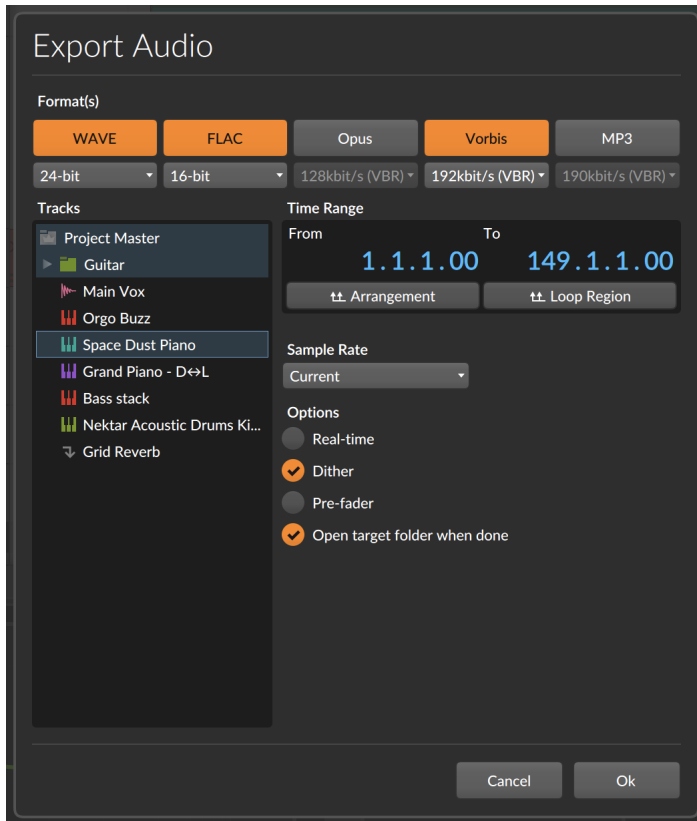 Export Audio
Format(s)
WAVE FLAC Opus Vorbis MP3
24-bit 16-bit 128kbit/s (VBR) 192kbit/s (VBR) 190kbit/s (VBR)
Tracks
Project Master
Guitar
Main Vox
Orgo Buzz
Space Dust Piano
Grand Piano - D↔L
Bass stack
Nektar Acoustic Drums Ki...
Grid Reverb
Time Range
From To
1.1.1.00 149.1.1.00
Arrangement Loop Region
Sample Rate
Current
Options
Real-time
Dither
Pre-fader
Open target folder when done
Cancel Ok